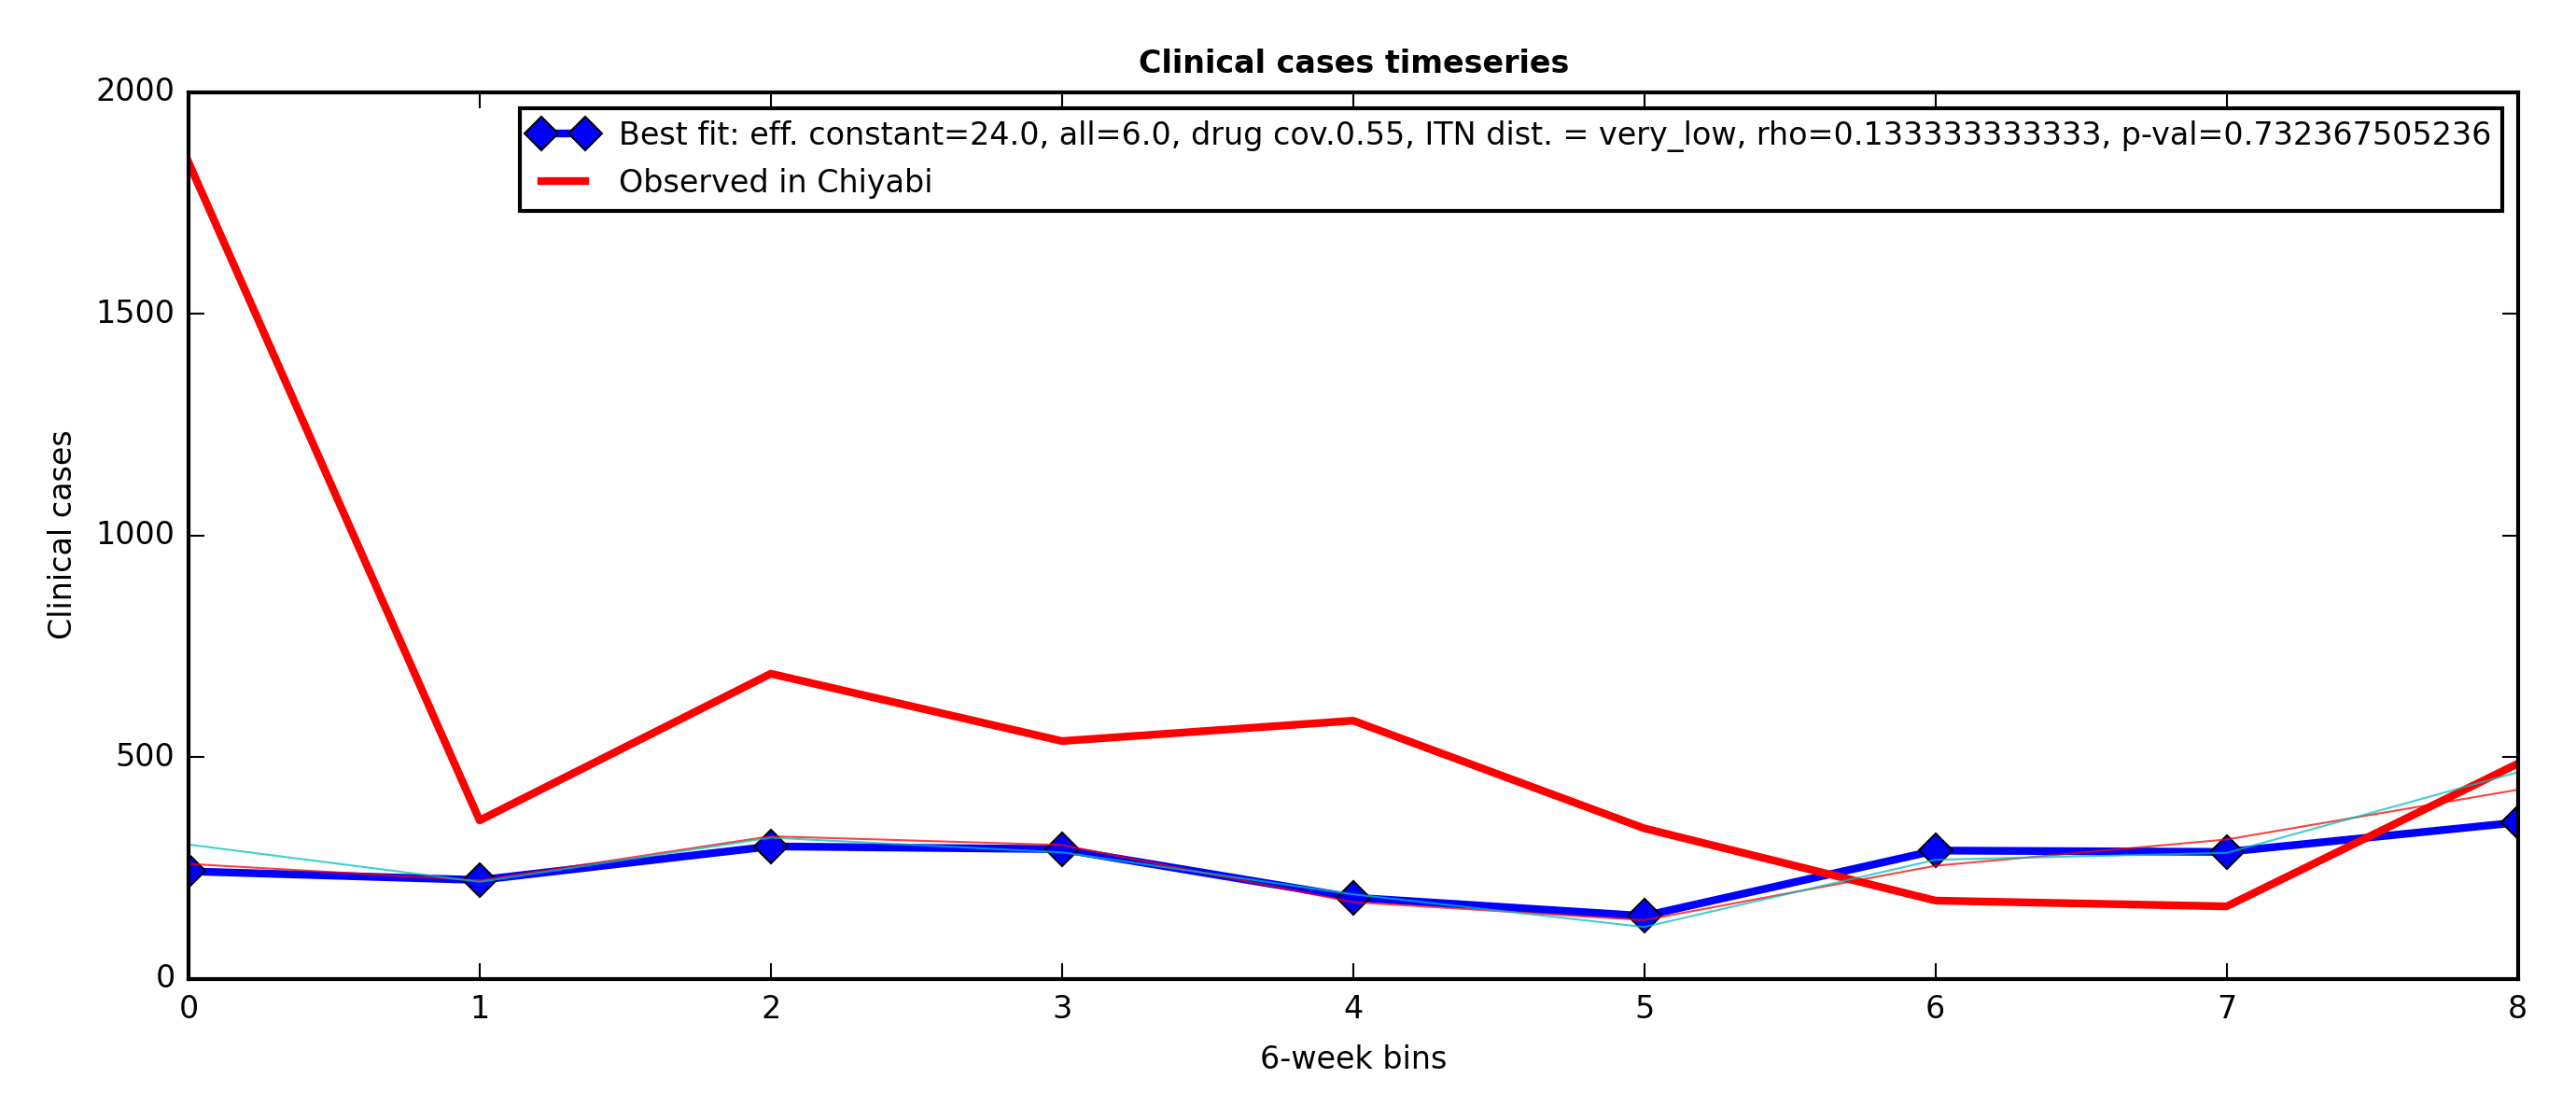 Clinical cases timeseries
Best fit: eff. constant=24.0, all=6.0, drug cov.0.55, ITN dist. = very_low, rho=0.133333333333, p-val=0.732367505236
Observed in Chiyabi
Clinical cases
2000
1500
1000
500
0
0 1 2 3 4 5 6 7 8
6-week bins